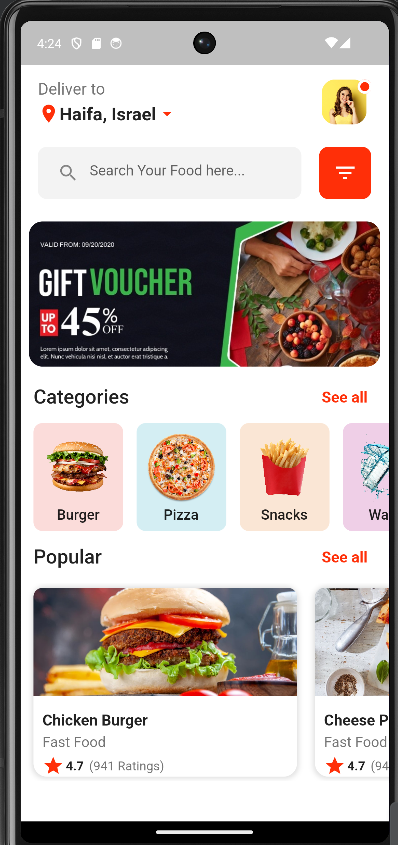 4:24
Deliver to
Haifa, Israel
Search Your Food here...
VALID FROM: 09/20/2020
GIFT VOUCHER
UP TO 45% OFF
Lorem ipsum dolor sit amet, consectetur adipiscing
elit. Nunc vehicula nisi nisl, et auctor erat tristique a.
Categories
See all
Burger
Pizza
Snacks
Wa
Popular
See all
Chicken Burger
Fast Food
4.7 (941 Ratings)
Cheese P
Fast Food
4.7 (94